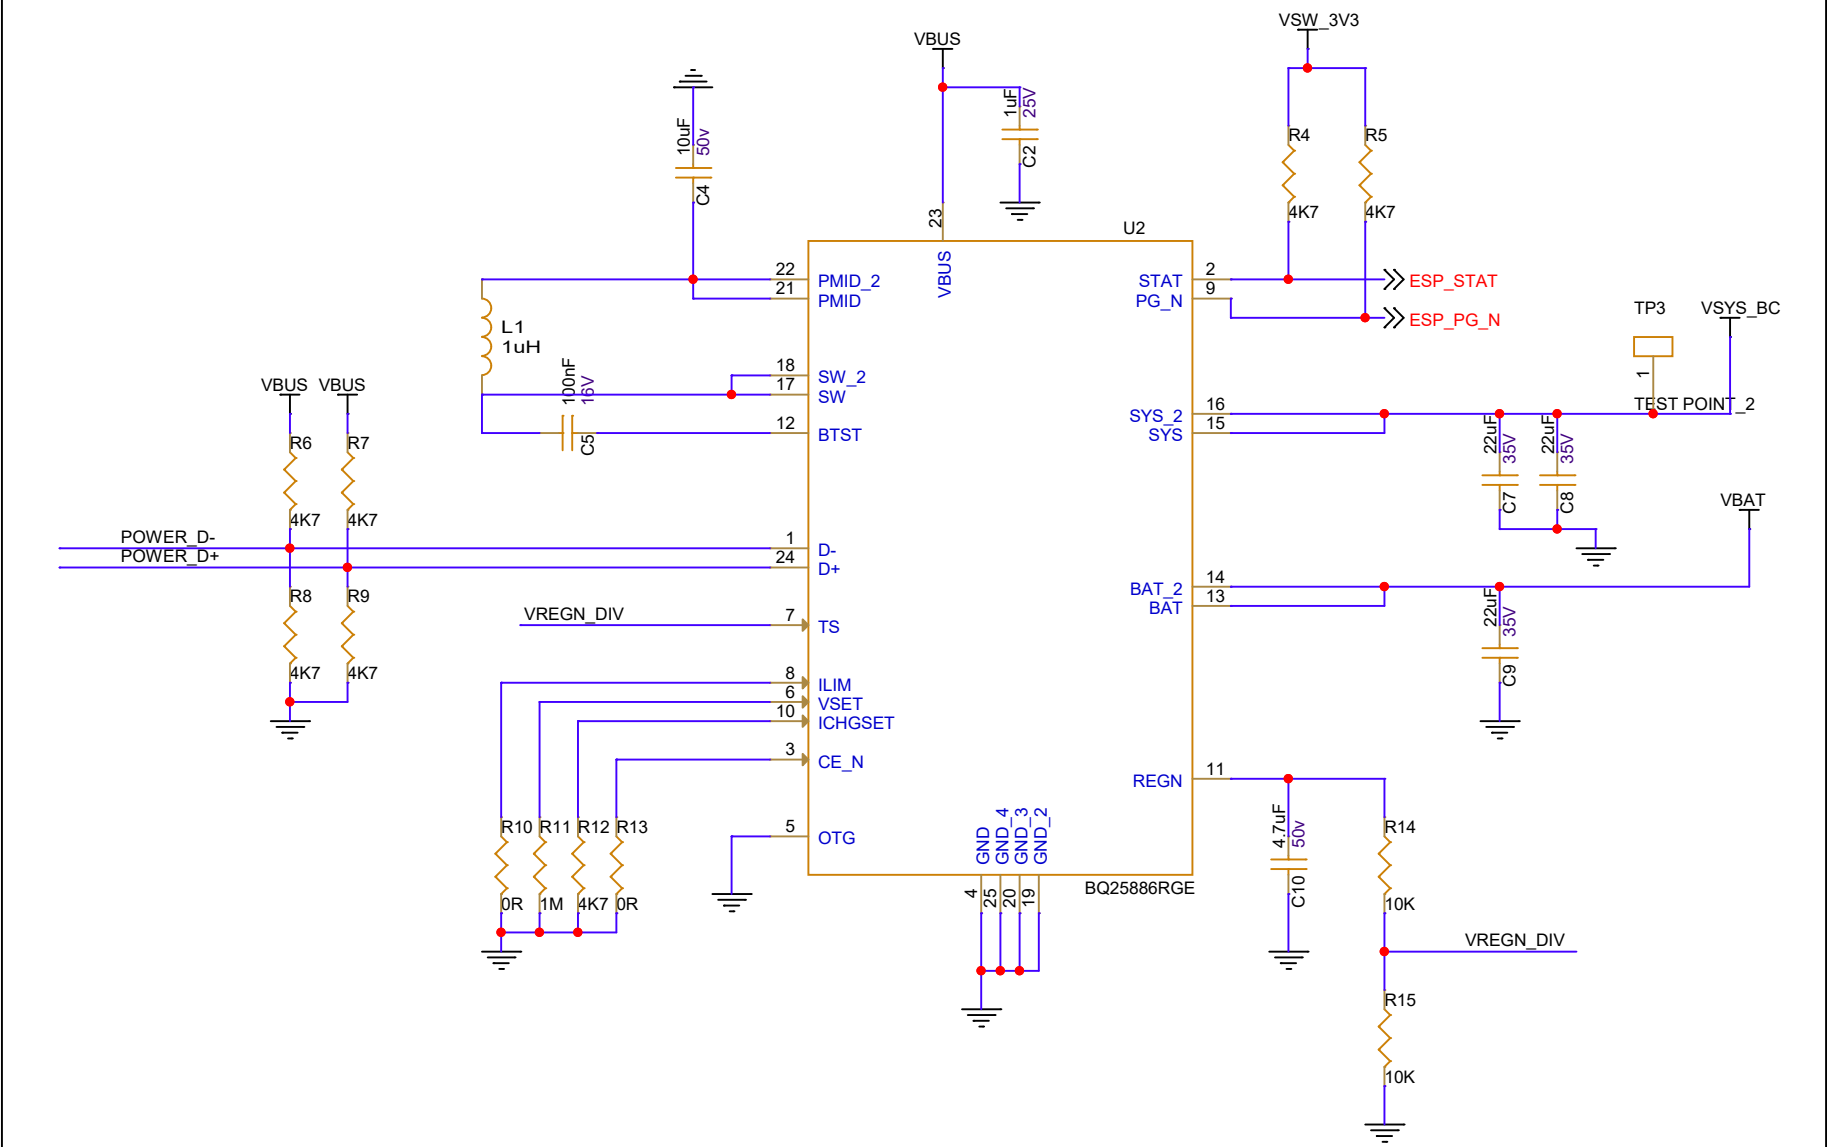 VSW_3V3
VBUS
1uF
25V
C2
10uF
50v
C4
R4
R5
4K7
4K7
23
U2
VBUS
22
PMID_2
21
PMID
STAT
2
ESP_STAT
PG_N
9
ESP_PG_N
L1
1uH
TP3
VSYS_BC
1
TEST POINT_2
18
SW_2
17
SW
100nF
16V
C5
12
BTST
SYS_2
16
SYS
15
22uF
35V
C7
22uF
35V
C8
VBUS
VBUS
R6
R7
4K7
4K7
VBAT
POWER_D-
1
D-
POWER_D+
24
D+
BAT_2
14
BAT
13
22uF
35V
C9
R8
R9
4K7
4K7
VREGN_DIV
7
TS
8
ILIM
6
VSET
10
ICHGSET
3
CE_N
REGN
11
4.7uF
50v
C10
R14
10K
R10
R11
R12
R13
0R
1M
4K7
0R
5
OTG
GND
GND_4
GND_3
GND_2
4
25
20
19
BQ25886RGE
VREGN_DIV
R15
10K